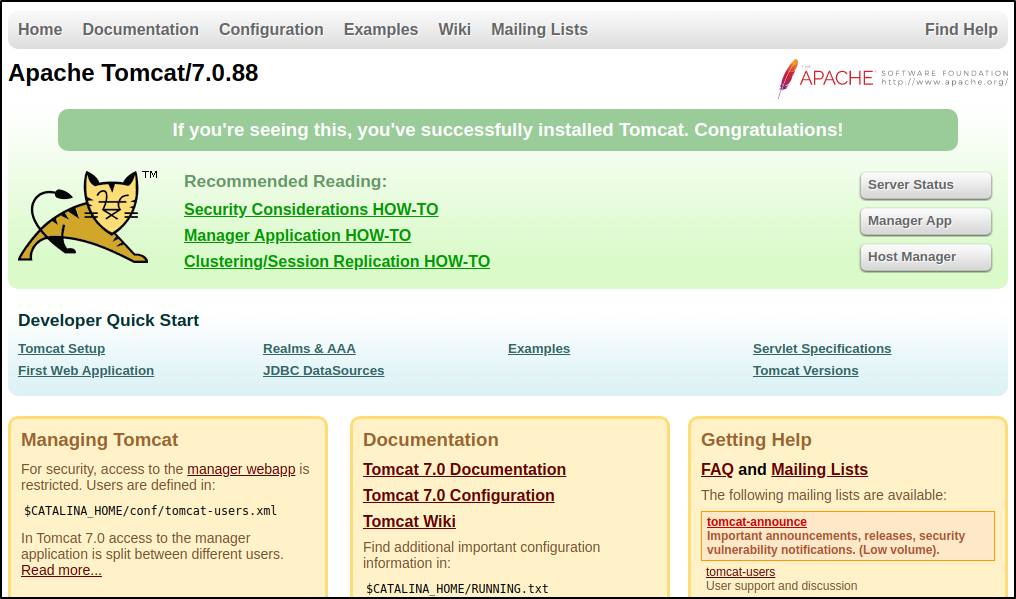 Home Documentation Configuration Examples Wiki Mailing Lists Find Help
Apache Tomcat/7.0.88
THE
APACHE SOFTWARE FOUNDATION
http://www.apache.org/
If you're seeing this, you've successfully installed Tomcat. Congratulations!
TM
Recommended Reading:
Security Considerations HOW-TO
Manager Application HOW-TO
Clustering/Session Replication HOW-TO
Server Status
Manager App
Host Manager
Developer Quick Start
Tomcat Setup Realms & AAA Examples Servlet Specifications
First Web Application JDBC DataSources Tomcat Versions
Managing Tomcat
For security, access to the manager webapp is
restricted. Users are defined in:
$CATALINA_HOME/conf/tomcat-users.xml
In Tomcat 7.0 access to the manager
application is split between different users.
Read more...
Documentation
Tomcat 7.0 Documentation
Tomcat 7.0 Configuration
Tomcat Wiki
Find additional important configuration
information in:
$CATALINA_HOME/RUNNING.txt
Getting Help
FAQ and Mailing Lists
The following mailing lists are available:
tomcat-announce
Important announcements, releases, security
vulnerability notifications. (Low volume).
tomcat-users
User support and discussion